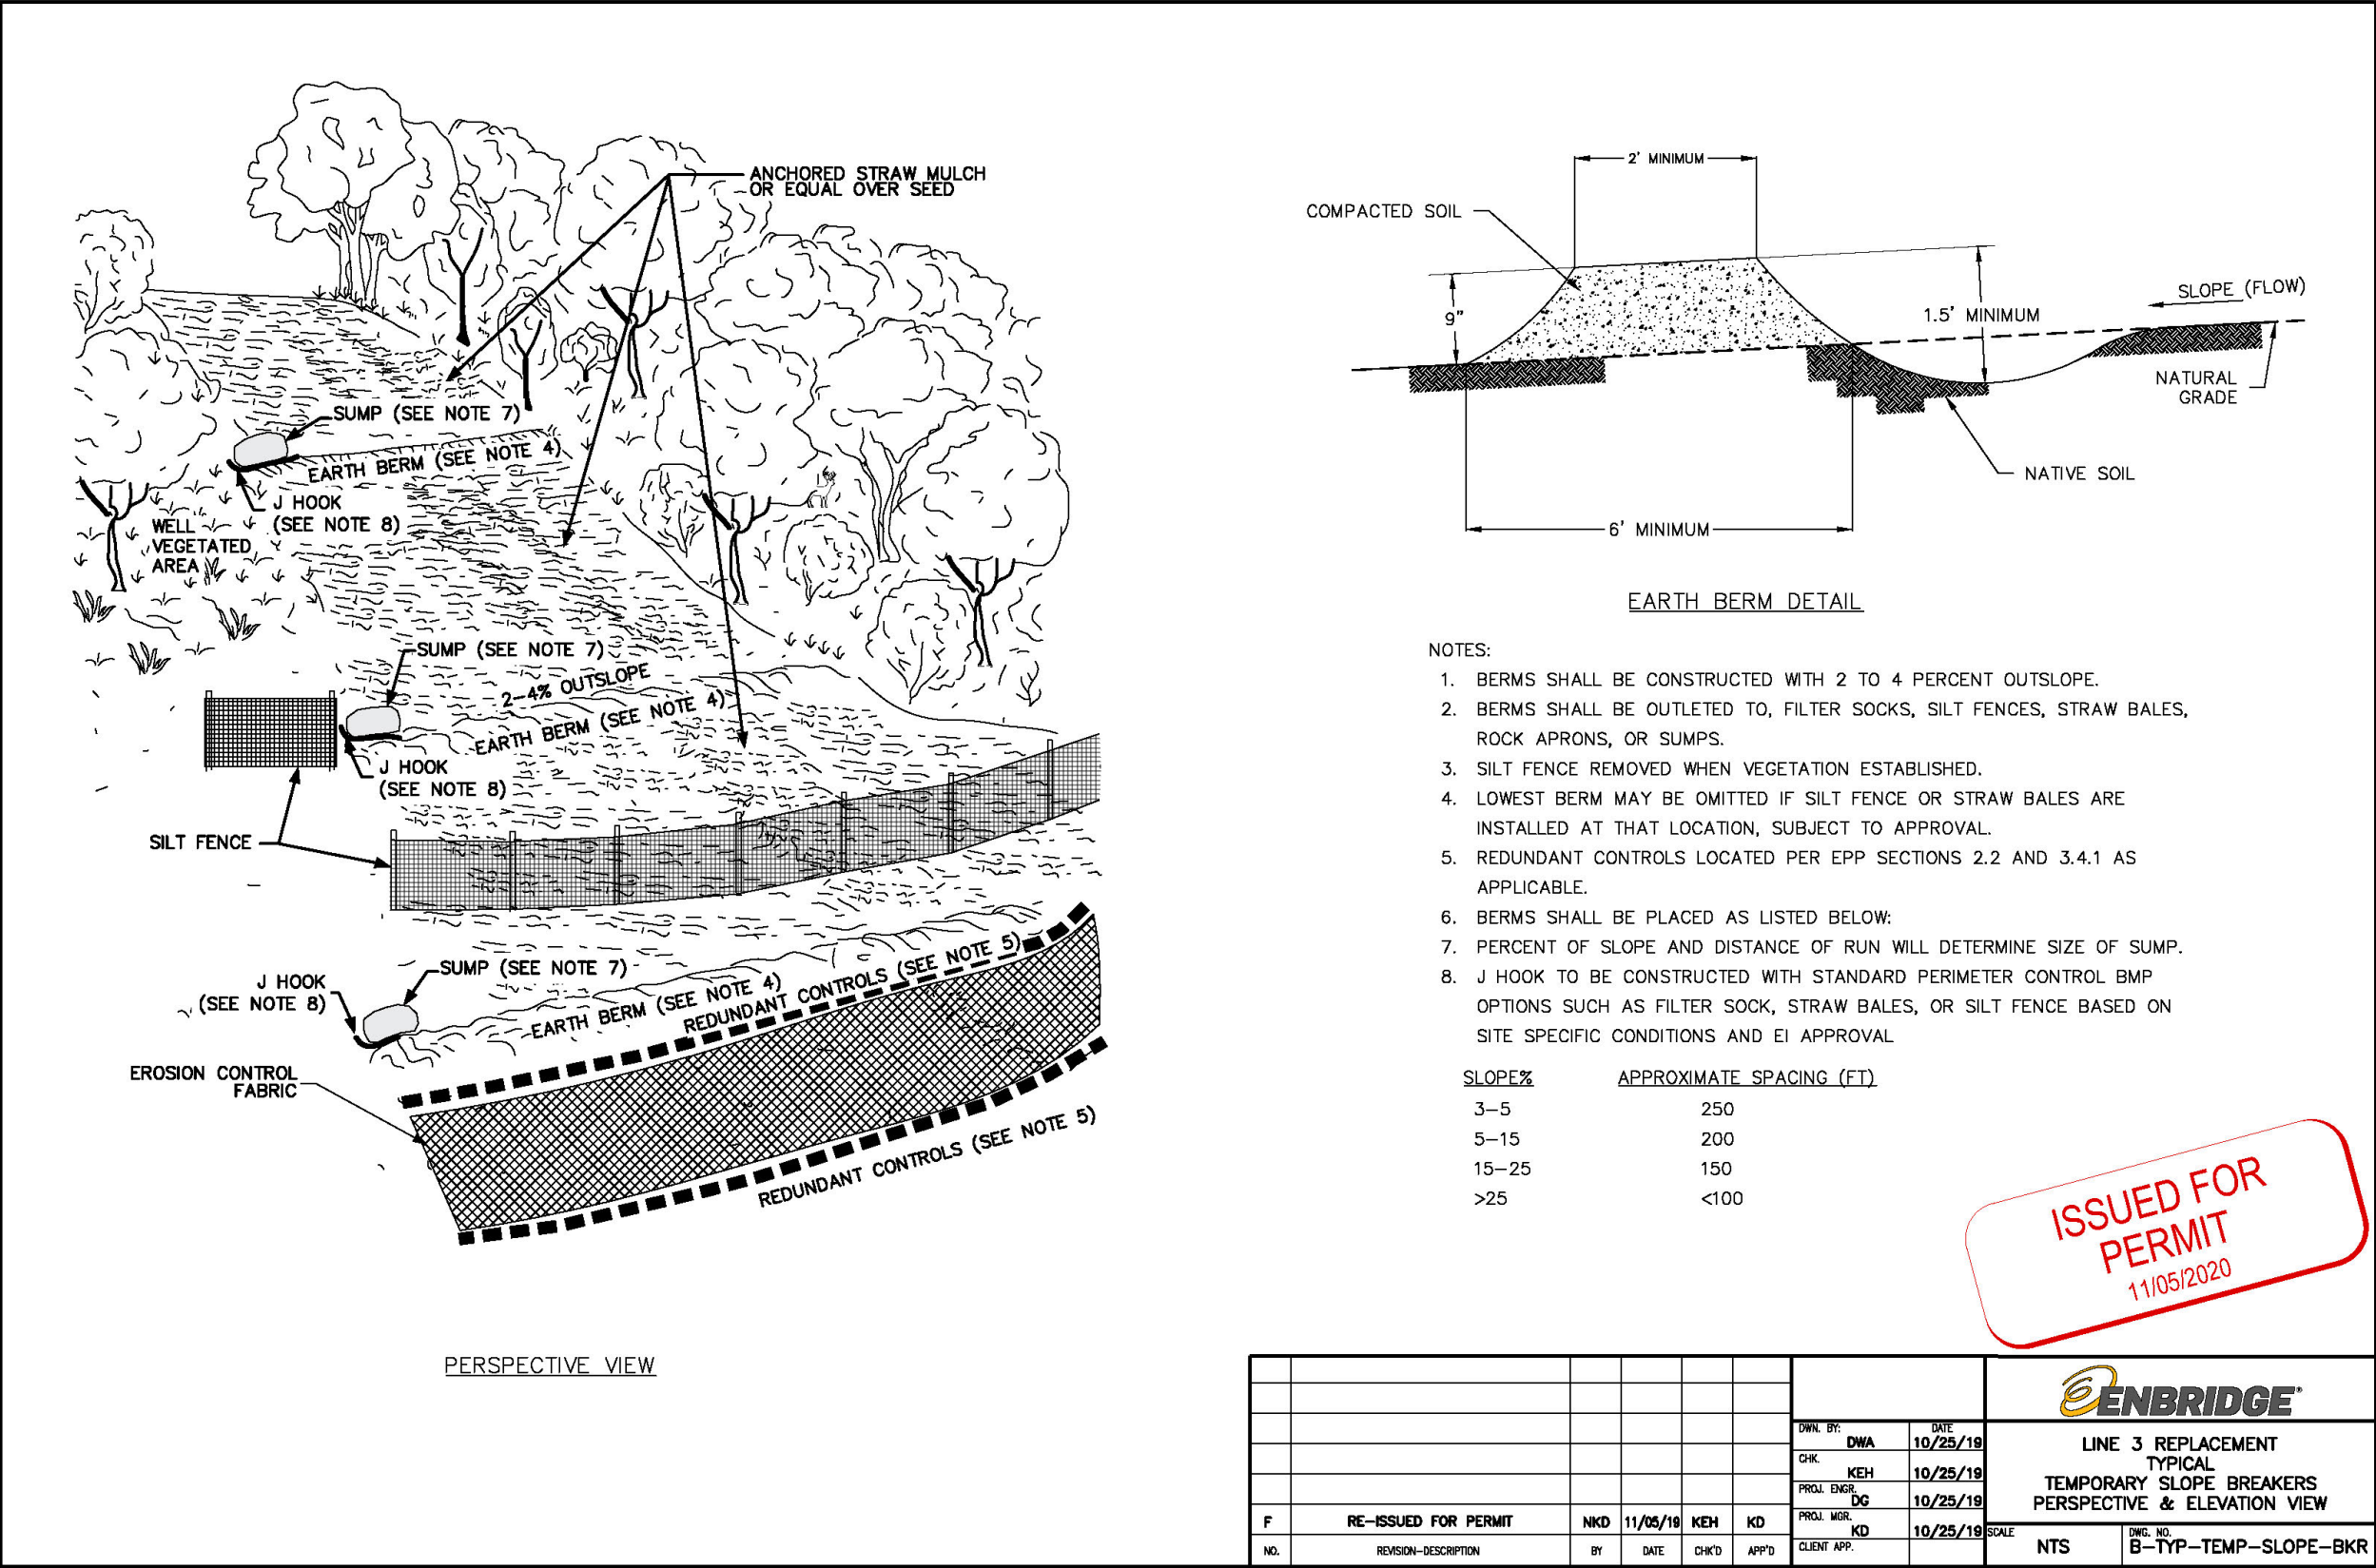 ANCHORED STRAW MULCH
OR EQUAL OVER SEED
SUMP (SEE NOTE 7)
EARTH BERM (SEE NOTE 4)
J HOOK
(SEE NOTE 8)
WELL
VEGETATED
AREA
SUMP (SEE NOTE 7)
2-4% OUTSLOPE
EARTH BERM (SEE NOTE 4)
J HOOK
(SEE NOTE 8)
SILT FENCE
SUMP (SEE NOTE 7)
J HOOK
(SEE NOTE 8)
EARTH BERM (SEE NOTE 4)
REDUNDANT CONTROLS (SEE NOTE 5)
EROSION CONTROL
FABRIC
REDUNDANT CONTROLS (SEE NOTE 5)
PERSPECTIVE VIEW
2' MINIMUM
COMPACTED SOIL
9"
1.5' MINIMUM
SLOPE (FLOW)
NATURAL
GRADE
NATIVE SOIL
6' MINIMUM
EARTH BERM DETAIL
NOTES:
1. BERMS SHALL BE CONSTRUCTED WITH 2 TO 4 PERCENT OUTSLOPE.
2. BERMS SHALL BE OUTLETED TO, FILTER SOCKS, SILT FENCES, STRAW BALES,
ROCK APRONS, OR SUMPS.
3. SILT FENCE REMOVED WHEN VEGETATION ESTABLISHED.
4. LOWEST BERM MAY BE OMITTED IF SILT FENCE OR STRAW BALES ARE
INSTALLED AT THAT LOCATION, SUBJECT TO APPROVAL.
5. REDUNDANT CONTROLS LOCATED PER EPP SECTIONS 2.2 AND 3.4.1 AS
APPLICABLE.
6. BERMS SHALL BE PLACED AS LISTED BELOW:
7. PERCENT OF SLOPE AND DISTANCE OF RUN WILL DETERMINE SIZE OF SUMP.
8. J HOOK TO BE CONSTRUCTED WITH STANDARD PERIMETER CONTROL BMP
OPTIONS SUCH AS FILTER SOCK, STRAW BALES, OR SILT FENCE BASED ON
SITE SPECIFIC CONDITIONS AND EI APPROVAL
SLOPE% APPROXIMATE SPACING (FT)
3-5 250
5-15 200
15-25 150
>25 <100
ISSUED FOR
PERMIT
11/05/2020
F RE-ISSUED FOR PERMIT NKD 11/05/19 KEH KD
NO. REVISION-DESCRIPTION BY DATE CHK'D APP'D
DWN. BY: DWA DATE 10/25/19
CHK. KEH 10/25/19
PROJ. ENGR. DG 10/25/19
PROJ. MGR. KD 10/25/19
CLIENT APP.
ENBRIDGE®
LINE 3 REPLACEMENT
TYPICAL
TEMPORARY SLOPE BREAKERS
PERSPECTIVE & ELEVATION VIEW
SCALE NTS
DWG. NO. B-TYP-TEMP-SLOPE-BKR